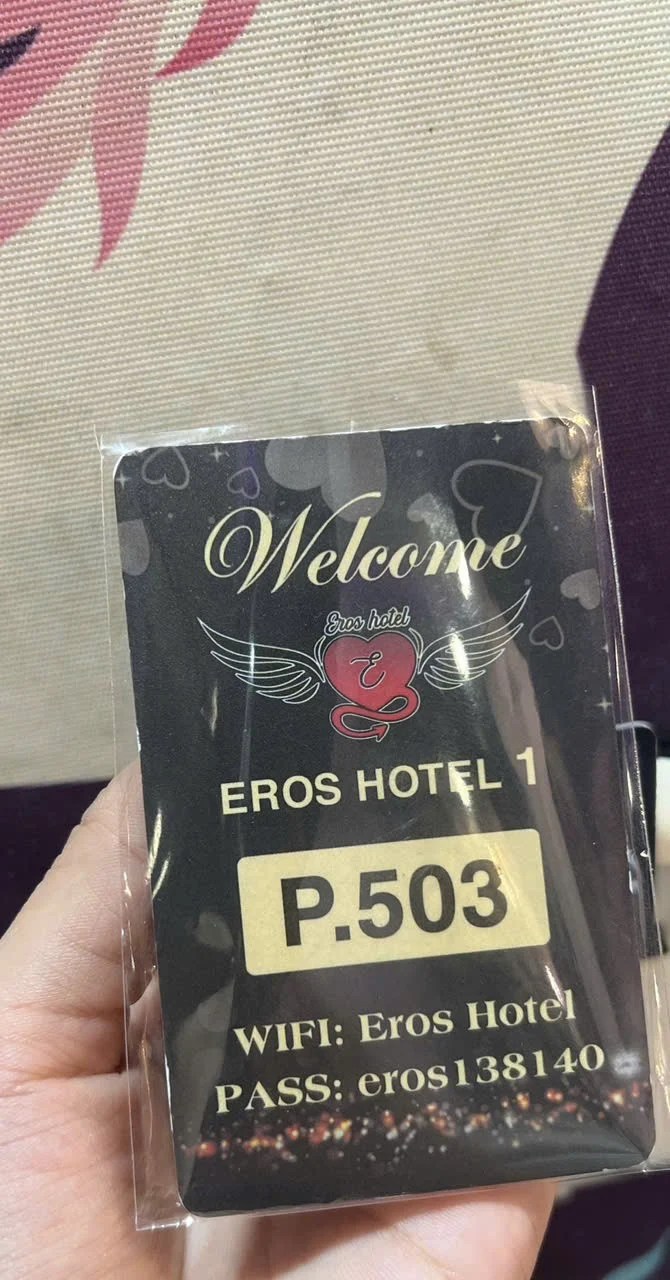 Welcome
Eros hotel
E
EROS HOTEL 1
P.503
WIFI: Eros Hotel
PASS: eros138140